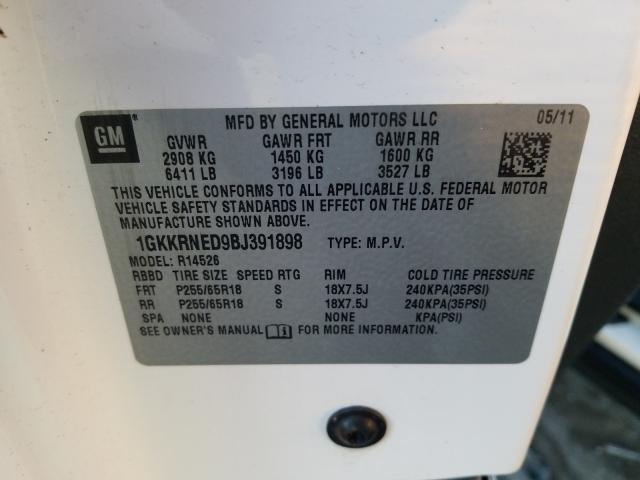 GM
MFD BY GENERAL MOTORS LLC 05/11
GVWR GAWR FRT GAWR RR
2908 KG 1450 KG 1600 KG
6411 LB 3196 LB 3527 LB
THIS VEHICLE CONFORMS TO ALL APPLICABLE U.S. FEDERAL MOTOR
VEHICLE SAFETY STANDARDS IN EFFECT ON THE DATE OF
MANUFACTURE SHOWN ABOVE.
1GKKRNED9BJ391898 TYPE: M.P.V.
MODEL: R14526
RBBD TIRE SIZE SPEED RTG RIM COLD TIRE PRESSURE
FRT P255/65R18 S 18X7.5J 240KPA(35PSI)
RR P255/65R18 S 18X7.5J 240KPA(35PSI)
SPA NONE NONE KPA(PSI)
SEE OWNER'S MANUAL FOR MORE INFORMATION.